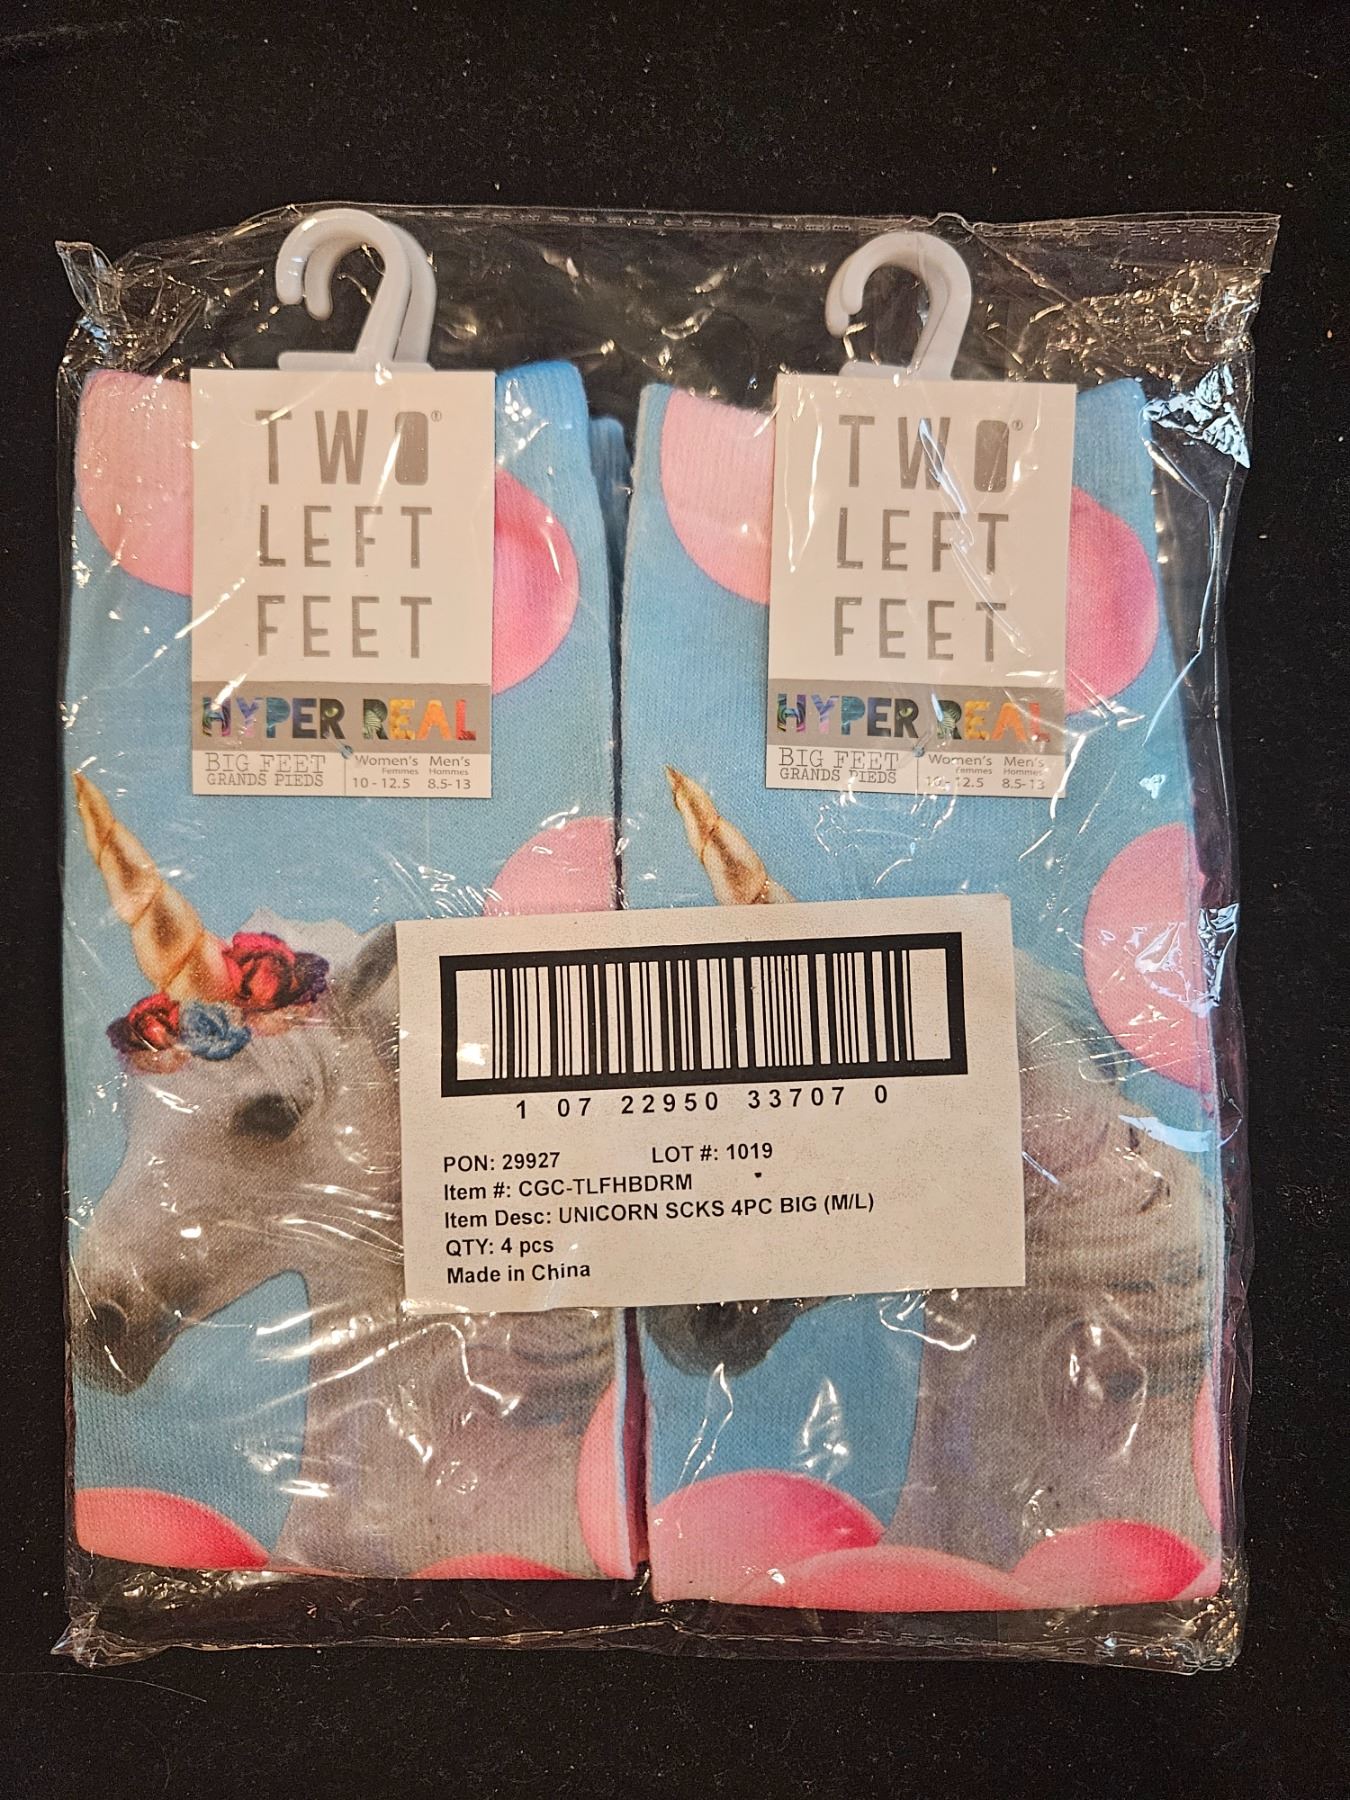 TWO®
LEFT
FEET
HYPER REAL
BIG FEET
GRANDS PIEDS
Women's
Femmes
10 - 12.5
Men's
Hommes
8.5 - 13
TWO®
LEFT
FEET
HYPER REAL
BIG FEET
GRANDS PIEDS
Women's
Femmes
10 - 12.5
Men's
Hommes
8.5 - 13
1 07 22950 33707 0
PON: 29927 LOT #: 1019
Item #: CGC-TLFHBDRM
Item Desc: UNICORN SCKS 4PC BIG (M/L)
QTY: 4 pcs
Made in China